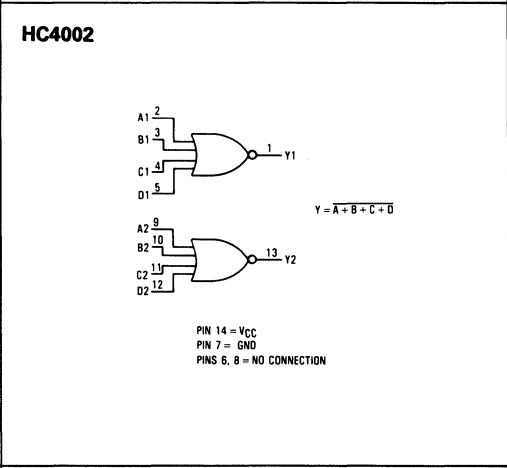 HC4002
A1 2
B1 3
C1 4
D1 5
1 Y1
Y = A + B + C + D
A2 9
B2 10
C2 11
D2 12
13 Y2
PIN 14 = VCC
PIN 7 = GND
PINS 6, 8 = NO CONNECTION